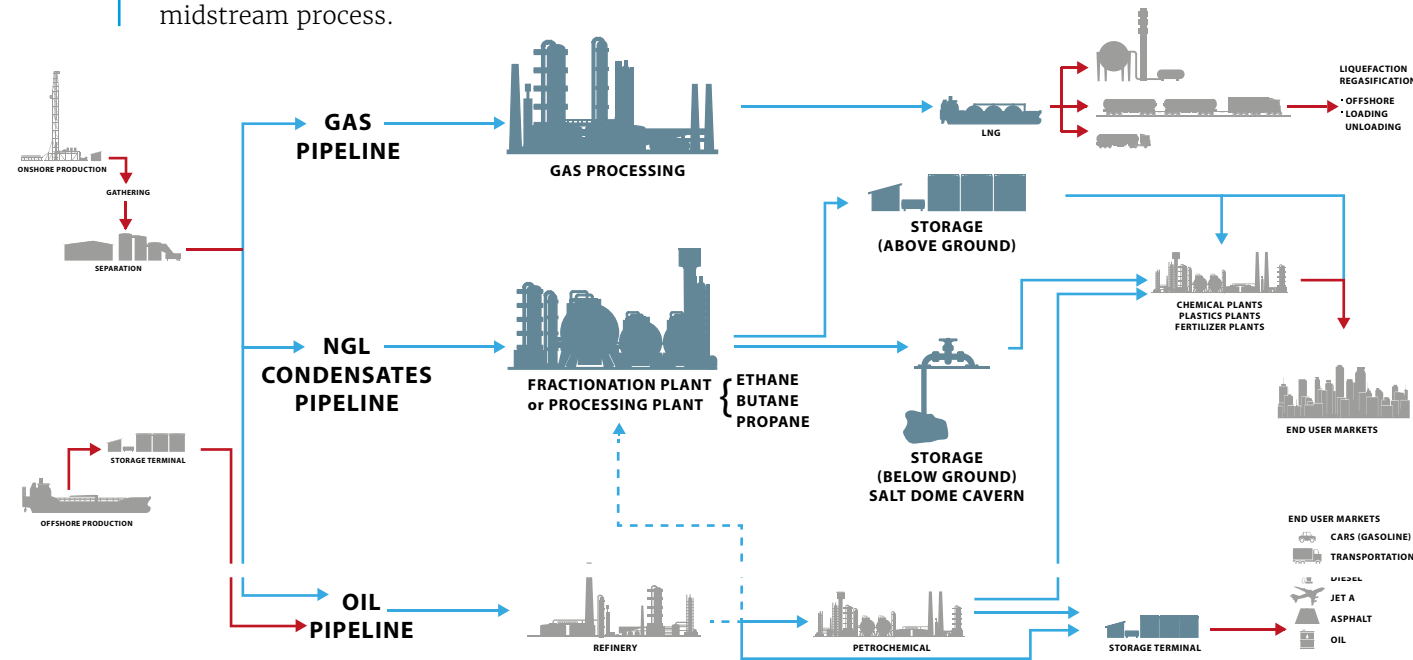 midstream process.
ONSHORE PRODUCTION
GATHERING
SEPARATION
GAS
PIPELINE
GAS PROCESSING
LNG
LIQUEFACTION
REGASIFICATION
· OFFSHORE
· LOADING
UNLOADING
STORAGE
(ABOVE GROUND)
NGL
CONDENSATES
PIPELINE
FRACTIONATION PLANT
or PROCESSING PLANT
{ ETHANE
BUTANE
PROPANE
STORAGE
(BELOW GROUND)
SALT DOME CAVERN
CHEMICAL PLANTS
PLASTICS PLANTS
FERTILIZER PLANTS
END USER MARKETS
STORAGE TERMINAL
OFFSHORE PRODUCTION
OIL
PIPELINE
REFINERY
PETROCHEMICAL
STORAGE TERMINAL
END USER MARKETS
CARS (GASOLINE)
TRANSPORTATION
DIESEL
JET A
ASPHALT
OIL